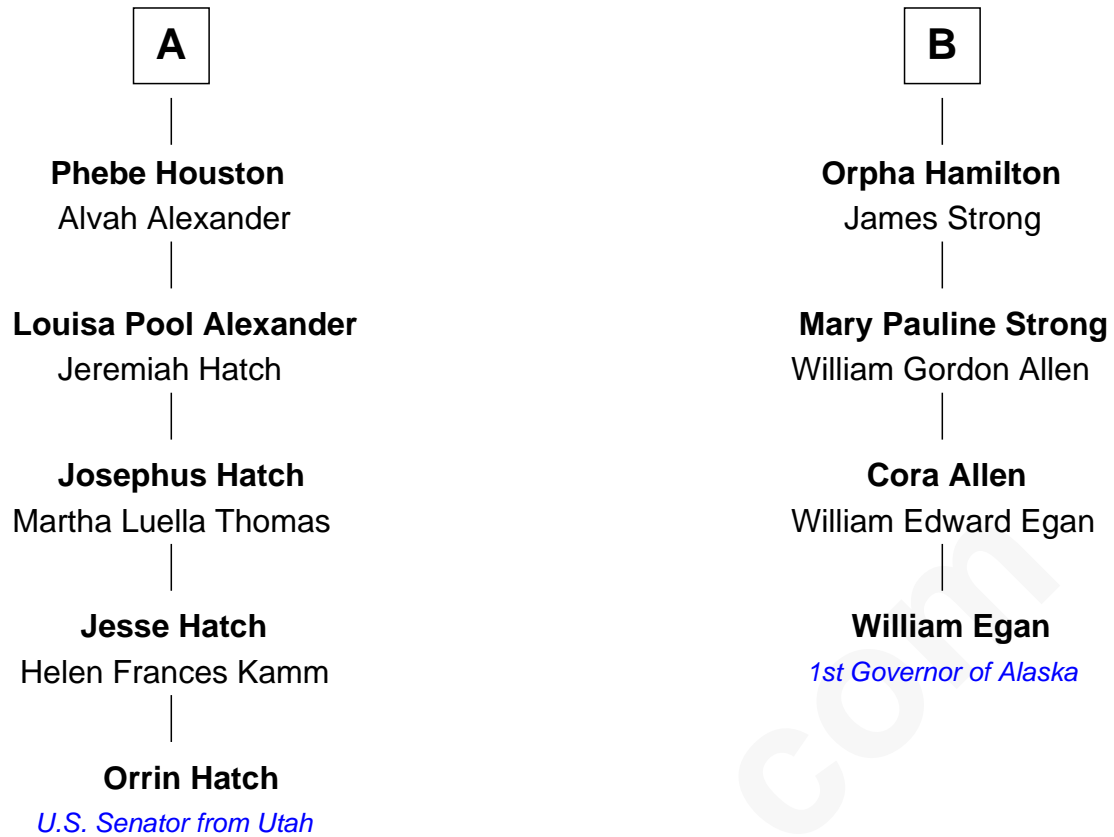 A
Phebe Houston
Alvah Alexander
Louisa Pool Alexander
Jeremiah Hatch
Josephus Hatch
Martha Luella Thomas
Jesse Hatch
Helen Frances Kamm
Orrin Hatch
U.S. Senator from Utah
B
Orpha Hamilton
James Strong
Mary Pauline Strong
William Gordon Allen
Cora Allen
William Edward Egan
William Egan
1st Governor of Alaska
com